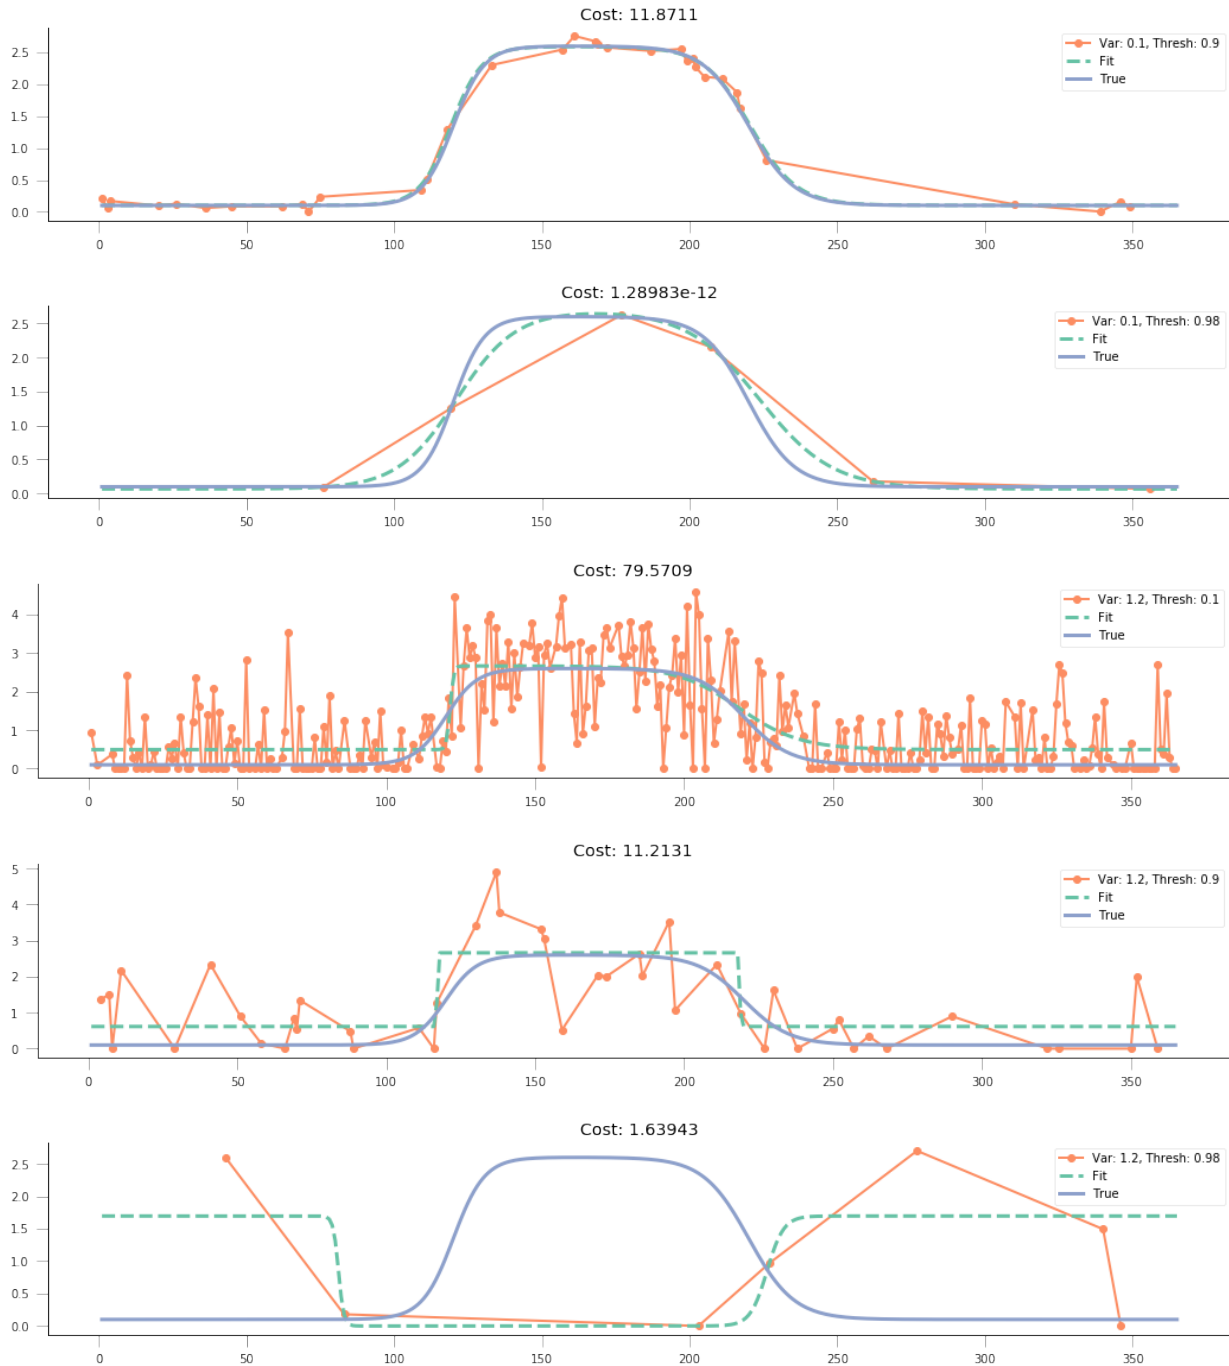 Cost: 11.8711
Var: 0.1, Thresh: 0.9
Fit
True
2.5
2.0
1.5
1.0
0.5
0.0
0 50 100 150 200 250 300 350
Cost: 1.28983e-12
Var: 0.1, Thresh: 0.98
Fit
True
2.5
2.0
1.5
1.0
0.5
0.0
0 50 100 150 200 250 300 350
Cost: 79.5709
Var: 1.2, Thresh: 0.1
Fit
True
4
3
2
1
0
0 50 100 150 200 250 300 350
Cost: 11.2131
Var: 1.2, Thresh: 0.9
Fit
True
5
4
3
2
1
0
0 50 100 150 200 250 300 350
Cost: 1.63943
Var: 1.2, Thresh: 0.98
Fit
True
2.5
2.0
1.5
1.0
0.5
0.0
0 50 100 150 200 250 300 350